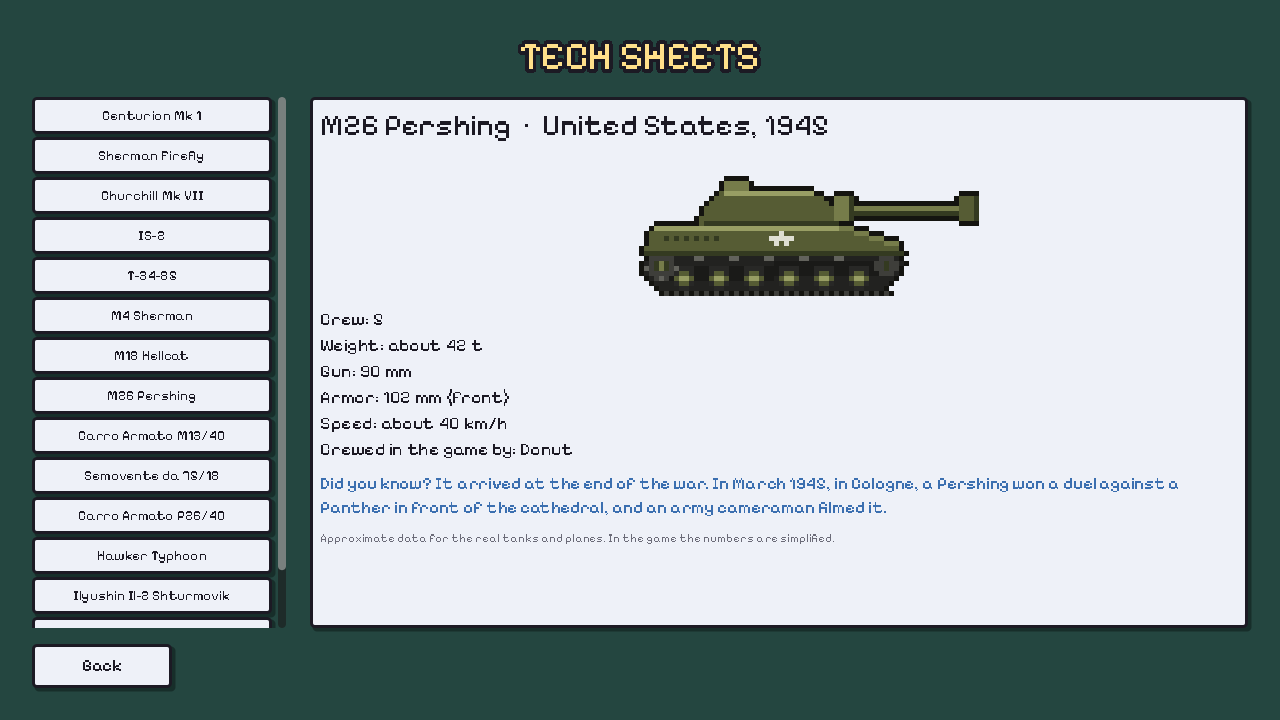 TECH SHEETS
Centurion Mk 1
Sherman Firefly
Churchill Mk VII
IS-2
T-34-85
M4 Sherman
M18 Hellcat
M26 Pershing
Carro Armato M13/40
Semovente da 75/18
Carro Armato P26/40
Hawker Typhoon
Ilyushin Il-2 Shturmovik
Back
M26 Pershing · United States, 1945
Crew: 5
Weight: about 42 t
Gun: 90 mm
Armor: 102 mm (front)
Speed: about 40 km/h
Crewed in the game by: Donut
Did you know? It arrived at the end of the war. In March 1945, in Cologne, a Pershing won a duel against a
Panther in front of the cathedral, and an army cameraman filmed it.
Approximate data for the real tanks and planes. In the game the numbers are simplified.